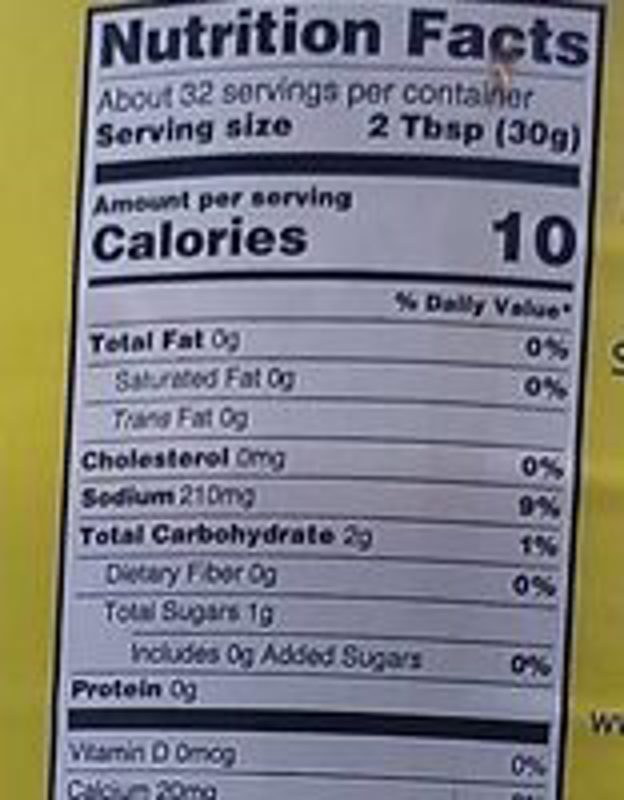 Nutrition Facts
About 32 servings per container
Serving size 2 Tbsp (30g)
Amount per serving
Calories 10
% Daily Value*
Total Fat 0g 0%
Saturated Fat 0g 0%
Trans Fat 0g
Cholesterol 0mg 0%
Sodium 210mg 9%
Total Carbohydrate 2g 1%
Dietary Fiber 0g 0%
Total Sugars 1g
Includes 0g Added Sugars 0%
Protein 0g
Vitamin D 0mcg 0%
Calcium 20mg